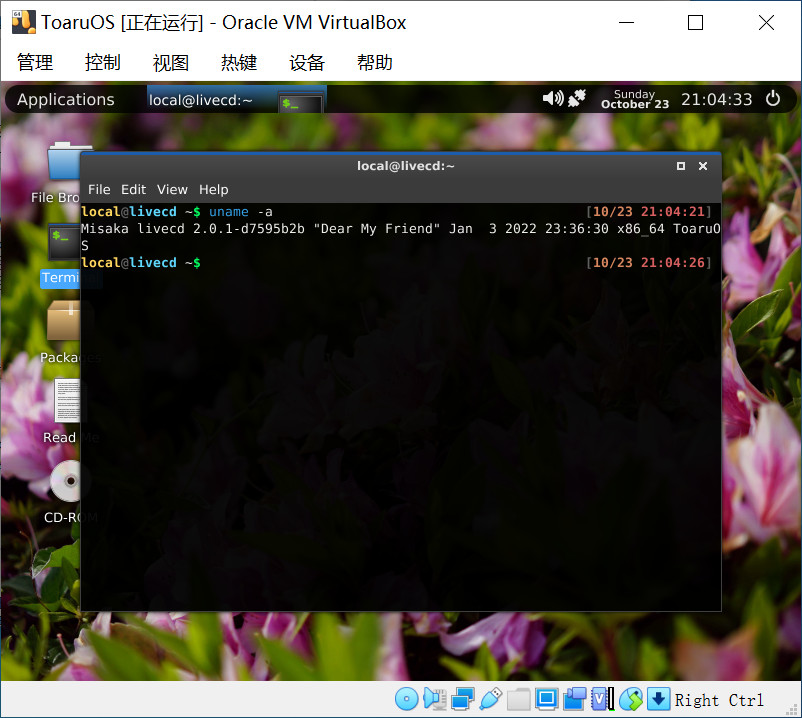 ToaruOS [正在运行] - Oracle VM VirtualBox
管理 控制 视图 热键 设备 帮助
Applications local@livecd:~ Sunday October 23 21:04:33
local@livecd:~
File Edit View Help
local@livecd ~$ uname -a [10/23 21:04:21]
Misaka livecd 2.0.1-d7595b2b "Dear My Friend" Jan  3 2022 23:36:30 x86_64 ToaruO
S
local@livecd ~$ [10/23 21:04:26]
File Bro
Termi
Packa
Read Me
CD-ROM
Right Ctrl